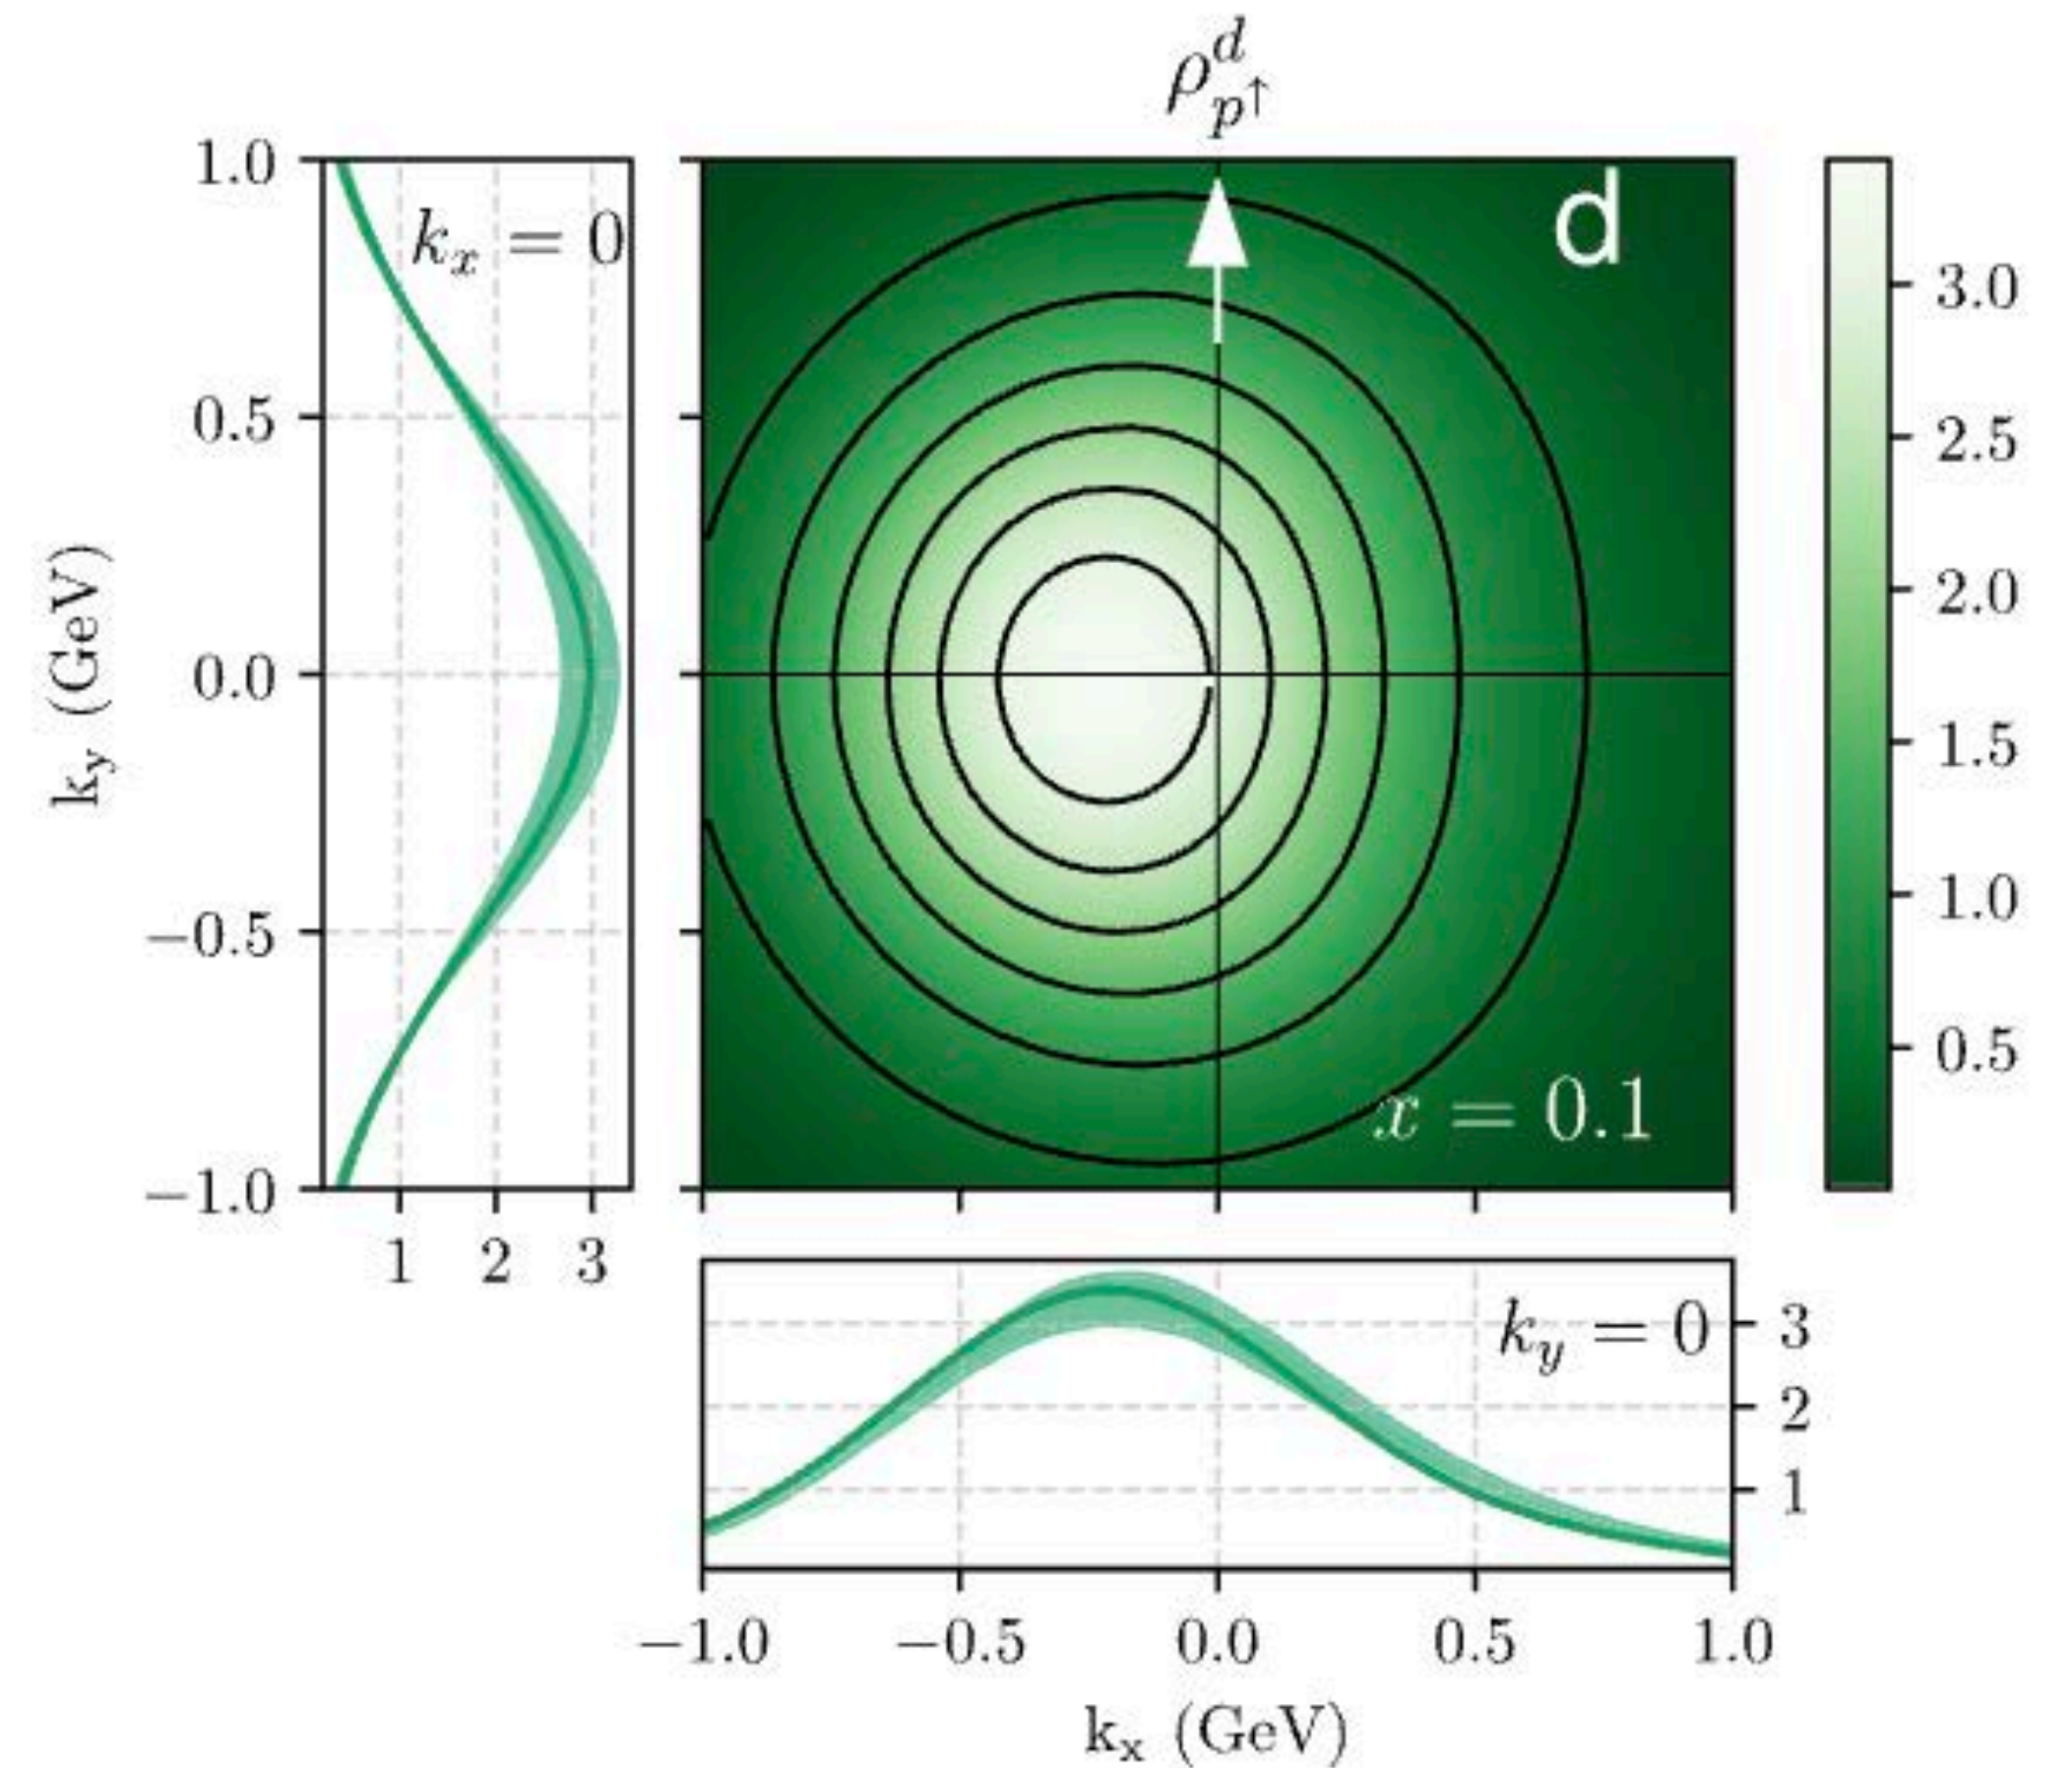 ρ^d_{p↑}
1.0
0.5
0.0
−0.5
−1.0
k_y (GeV)
k_x = 0
1 2 3
d
x = 0.1
3.0
2.5
2.0
1.5
1.0
0.5
k_y = 0
3
2
1
−1.0 −0.5 0.0 0.5 1.0
k_x (GeV)